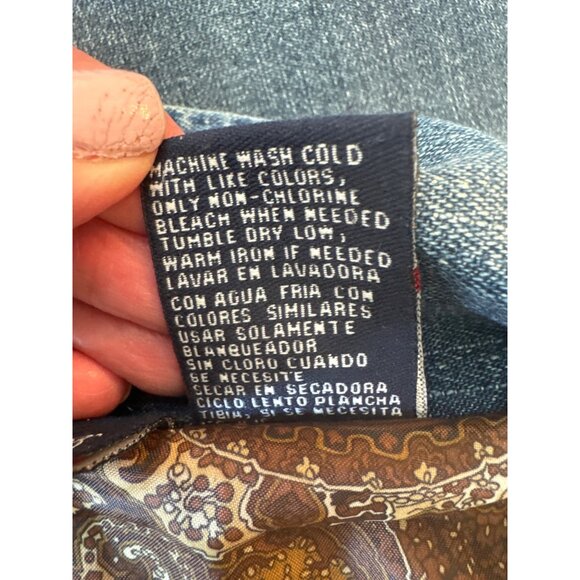 MACHINE WASH COLD
WITH LIKE COLORS,
ONLY NON-CHLORINE
BLEACH WHEN NEEDED
TUMBLE DRY LOW,
WARM IRON IF NEEDED
LAVAR EN LAVADORA
CON AGUA FRIA CON
COLORES SIMILARES
USAR SOLAMENTE
BLANQUEADOR
SIN CLORO CUANDO
SE NECESITE
SECAR EN SECADORA
CICLO LENTO PLANCHA
TIBIA, SI SE NECESITA